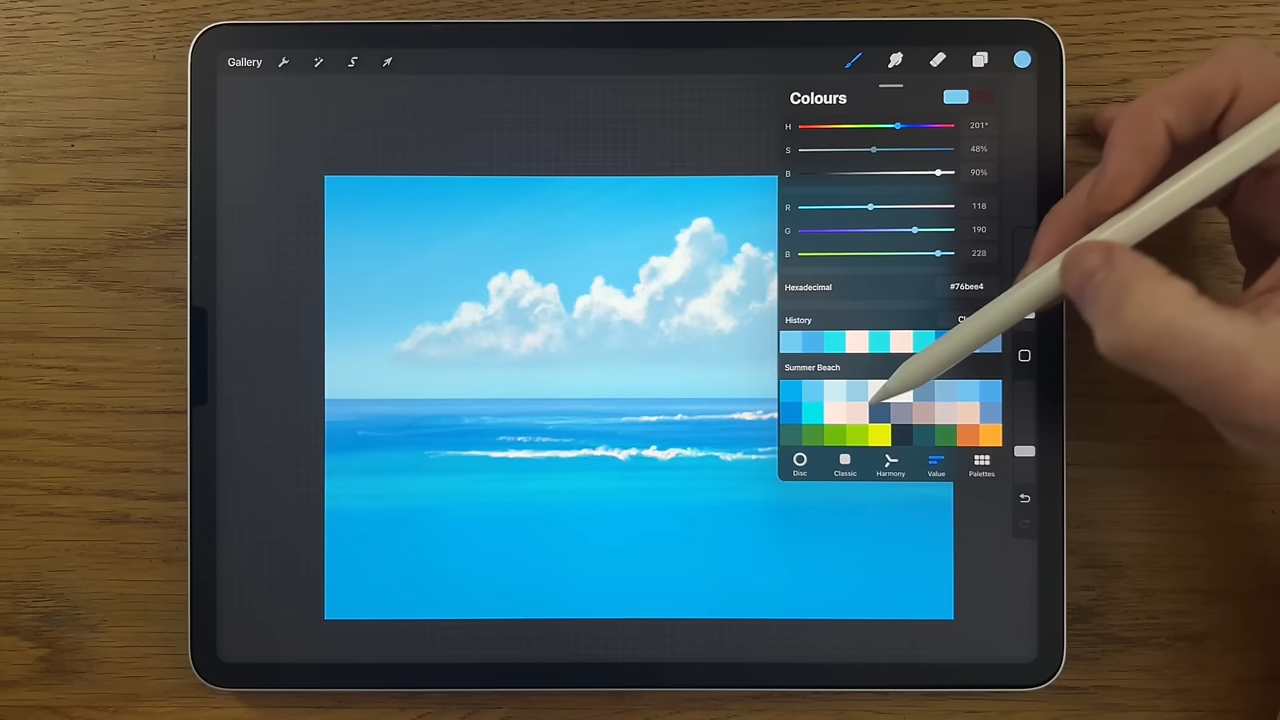 Gallery
Colours
H 201°
S 48%
B 90%
R 118
G 190
B 228
Hexadecimal #76bee4
History
Summer Beach
Disc Classic Harmony Value Palettes